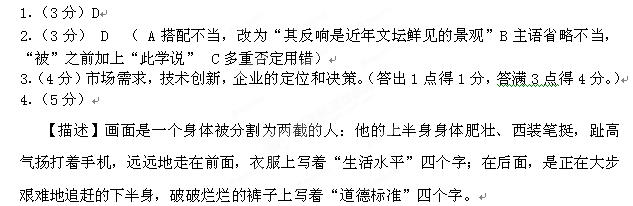 1.(3分)D
2.(3分) D （ A 搭配不当，改为“其反响是近年文坛鲜见的景观”B 主语省略不当，
“被”之前加上“此学说” C 多重否定用错）
3.(4分)市场需求，技术创新，企业的定位和决策。（答出1点得1分，答满3点得4分。）
4.(5分)
【描述】画面是一个身体被分割为两截的人：他的上半身身体肥壮、西装笔挺，趾高
气扬打着手机，远远地走在前面，衣服上写着“生活水平”四个字；在后面，是正在大步
艰难地追赶的下半身，破破烂烂的裤子上写着“道德标准”四个字。